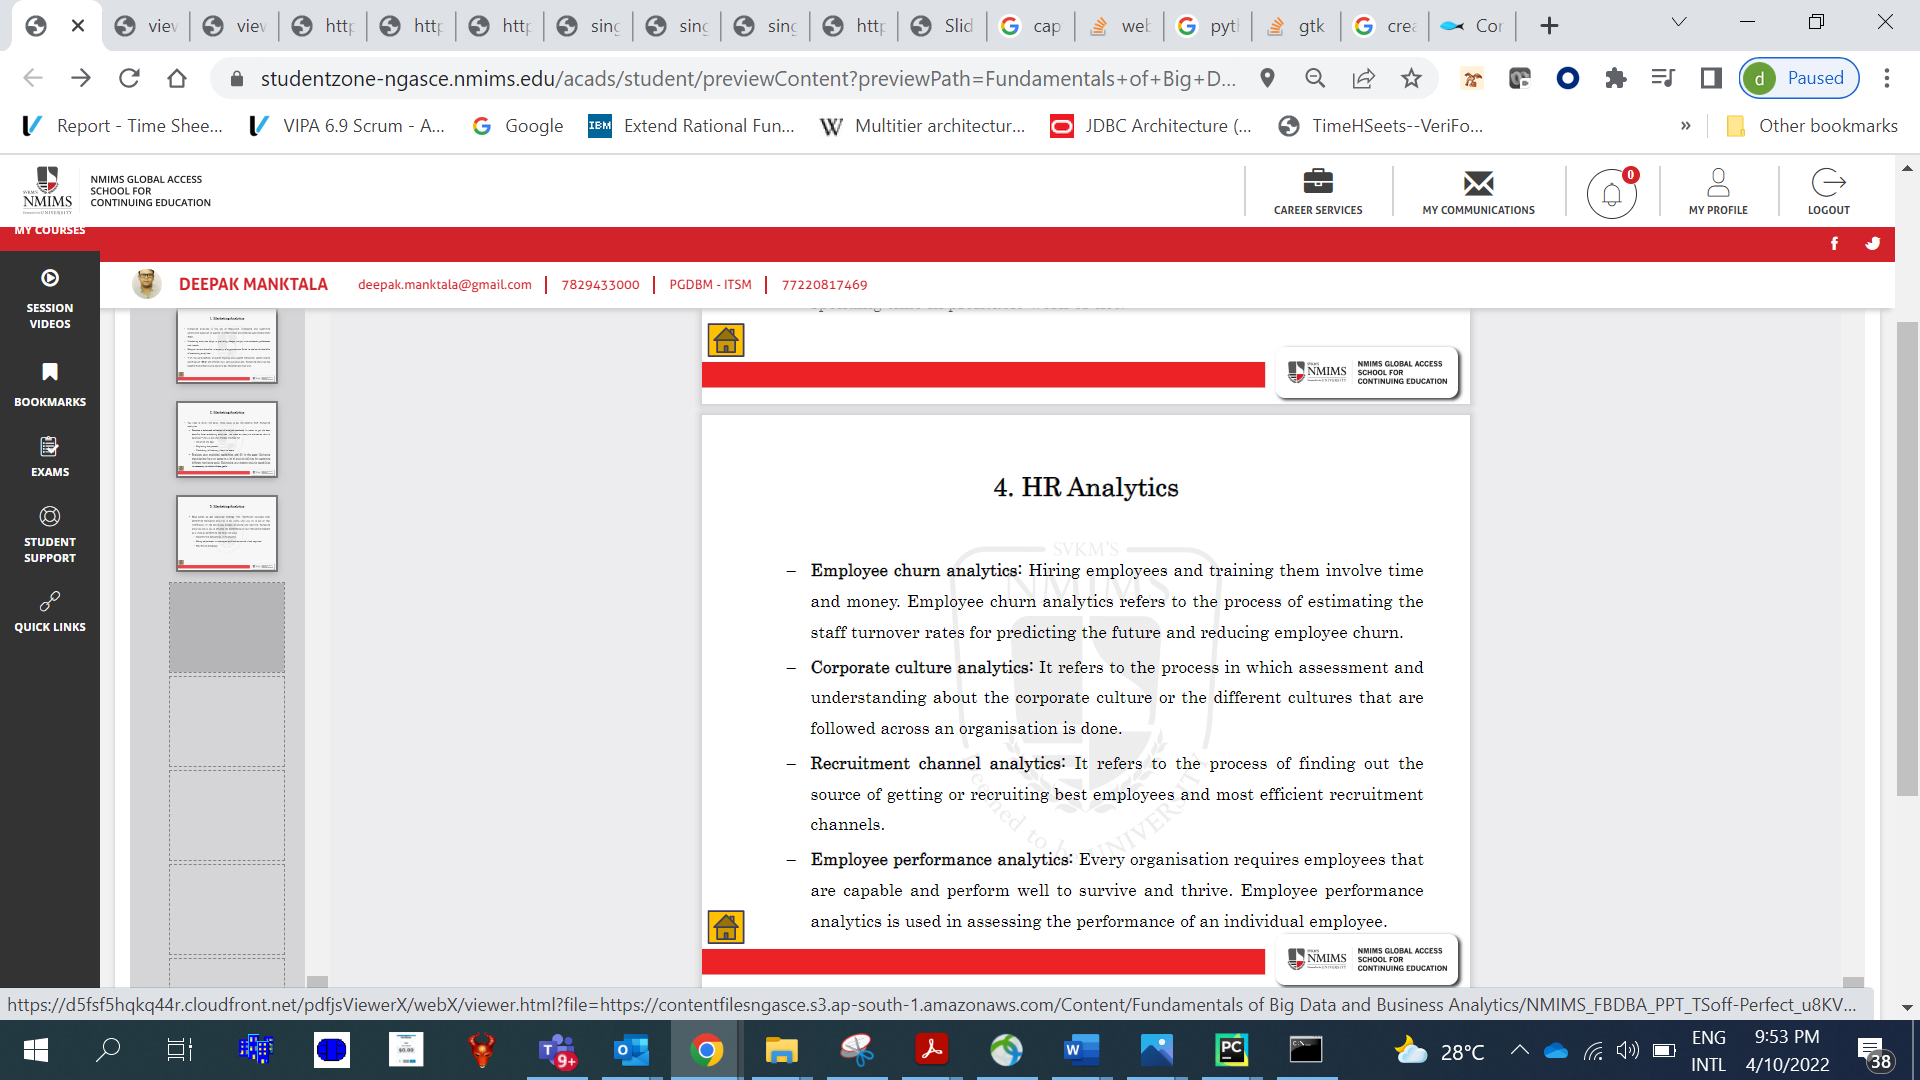 view
view
http
http
http
sing
sing
sing
http
Slid
cap
web
pyth
gtk
crea
Cor
studentzone-ngasce.nmims.edu/acads/student/previewContent?previewPath=Fundamentals+of+Big+D...
d Paused
Report - Time Shee...
VIPA 6.9 Scrum - A...
Google
IBM Extend Rational Fun...
W Multitier architectur...
JDBC Architecture (...
TimeHSeets--VeriFo...
»
Other bookmarks
SVKM'S
NMIMS
NMIMS GLOBAL ACCESS
SCHOOL FOR
CONTINUING EDUCATION
CAREER SERVICES
MY COMMUNICATIONS
0
MY PROFILE
LOGOUT
MY COURSES
DEEPAK MANKTALA
deepak.manktala@gmail.com
7829433000
PGDBM - ITSM
77220817469
SESSION
VIDEOS
BOOKMARKS
EXAMS
STUDENT
SUPPORT
QUICK LINKS
NMIMS
NMIMS GLOBAL ACCESS
SCHOOL FOR
CONTINUING EDUCATION
4. HR Analytics
SVKM'S
NMIMS
– Employee churn analytics: Hiring employees and training them involve time
and money. Employee churn analytics refers to the process of estimating the
staff turnover rates for predicting the future and reducing employee churn.
– Corporate culture analytics: It refers to the process in which assessment and
understanding about the corporate culture or the different cultures that are
followed across an organisation is done.
– Recruitment channel analytics: It refers to the process of finding out the
source of getting or recruiting best employees and most efficient recruitment
channels.
– Employee performance analytics: Every organisation requires employees that
are capable and perform well to survive and thrive. Employee performance
analytics is used in assessing the performance of an individual employee.
NMIMS
NMIMS GLOBAL ACCESS
SCHOOL FOR
CONTINUING EDUCATION
https://d5fsf5hqkq44r.cloudfront.net/pdfjsViewerX/webX/viewer.html?file=https://contentfilesngasce.s3.ap-south-1.amazonaws.com/Content/Fundamentals of Big Data and Business Analytics/NMIMS_FBDBA_PPT_TSoff-Perfect_u8KV...
9+
28°C
ENG
INTL
9:53 PM
4/10/2022
38